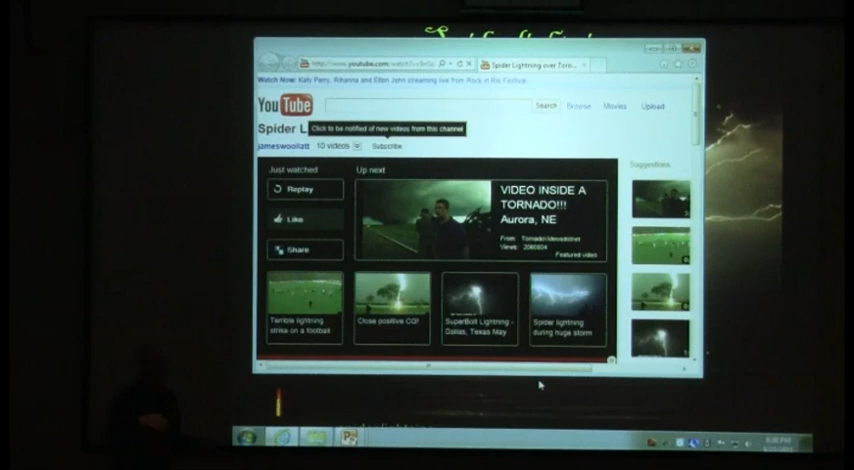 Spider Lightning over Toro...
Watch Now: Katy Perry, Rihanna and Elton John streaming live from Rock in Rio Festival.
YouTube
Search
Browse
Movies
Upload
Spider L
Click to be notified of new videos from this channel
jameswoollatt
10 videos
Subscribe
Suggestions
Just watched
Up next
Replay
Like
Share
VIDEO INSIDE A
TORNADO!!!
Aurora, NE
From:
Views:
Featured video
Terrible lightning
strike on a football
Close positive CG!
SuperBolt Lightning -
Dallas, Texas May
Spider lightning
during huge storm